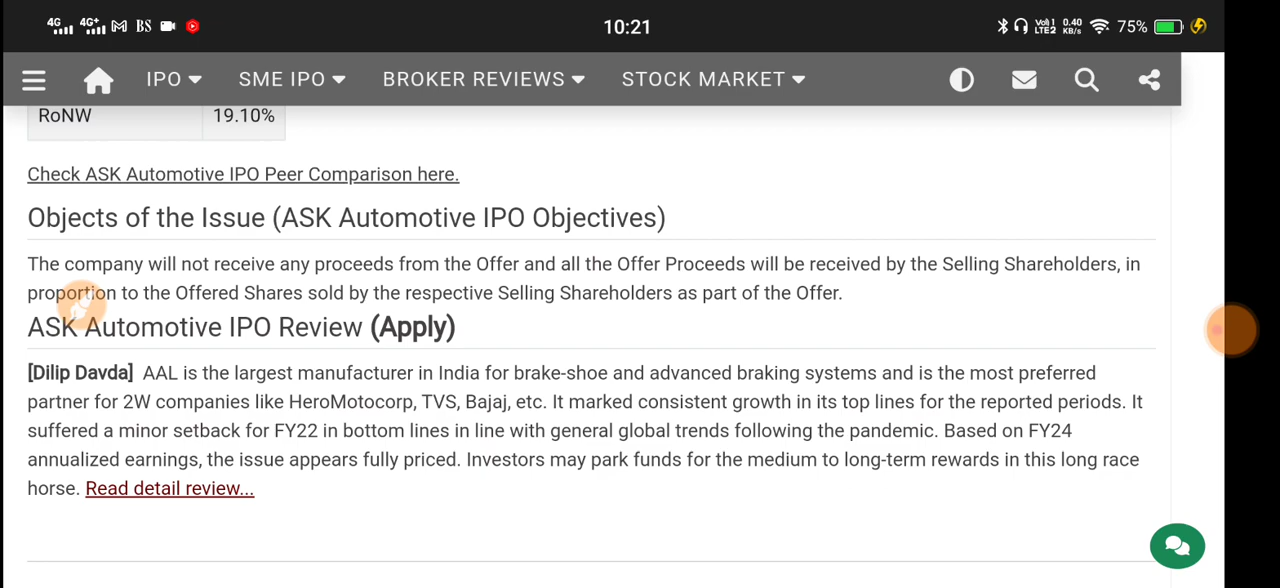 4G 4G+ BS 10:21 Vo) 1 LTE2 0.40 KB/s 75%
IPO SME IPO BROKER REVIEWS STOCK MARKET
RoNW 19.10%
Check ASK Automotive IPO Peer Comparison here.
Objects of the Issue (ASK Automotive IPO Objectives)
The company will not receive any proceeds from the Offer and all the Offer Proceeds will be received by the Selling Shareholders, in
proportion to the Offered Shares sold by the respective Selling Shareholders as part of the Offer.
ASK Automotive IPO Review (Apply)
[Dilip Davda] AAL is the largest manufacturer in India for brake-shoe and advanced braking systems and is the most preferred
partner for 2W companies like HeroMotocorp, TVS, Bajaj, etc. It marked consistent growth in its top lines for the reported periods. It
suffered a minor setback for FY22 in bottom lines in line with general global trends following the pandemic. Based on FY24
annualized earnings, the issue appears fully priced. Investors may park funds for the medium to long-term rewards in this long race
horse. Read detail review...